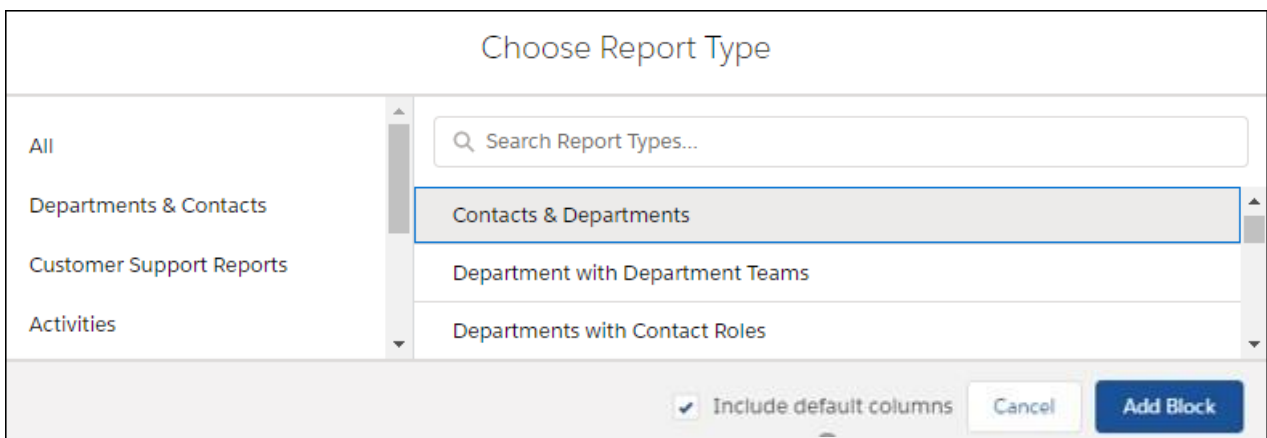 Choose Report Type
All
Departments & Contacts
Customer Support Reports
Activities
Search Report Types...
Contacts & Departments
Department with Department Teams
Departments with Contact Roles
Include default columns
Cancel
Add Block